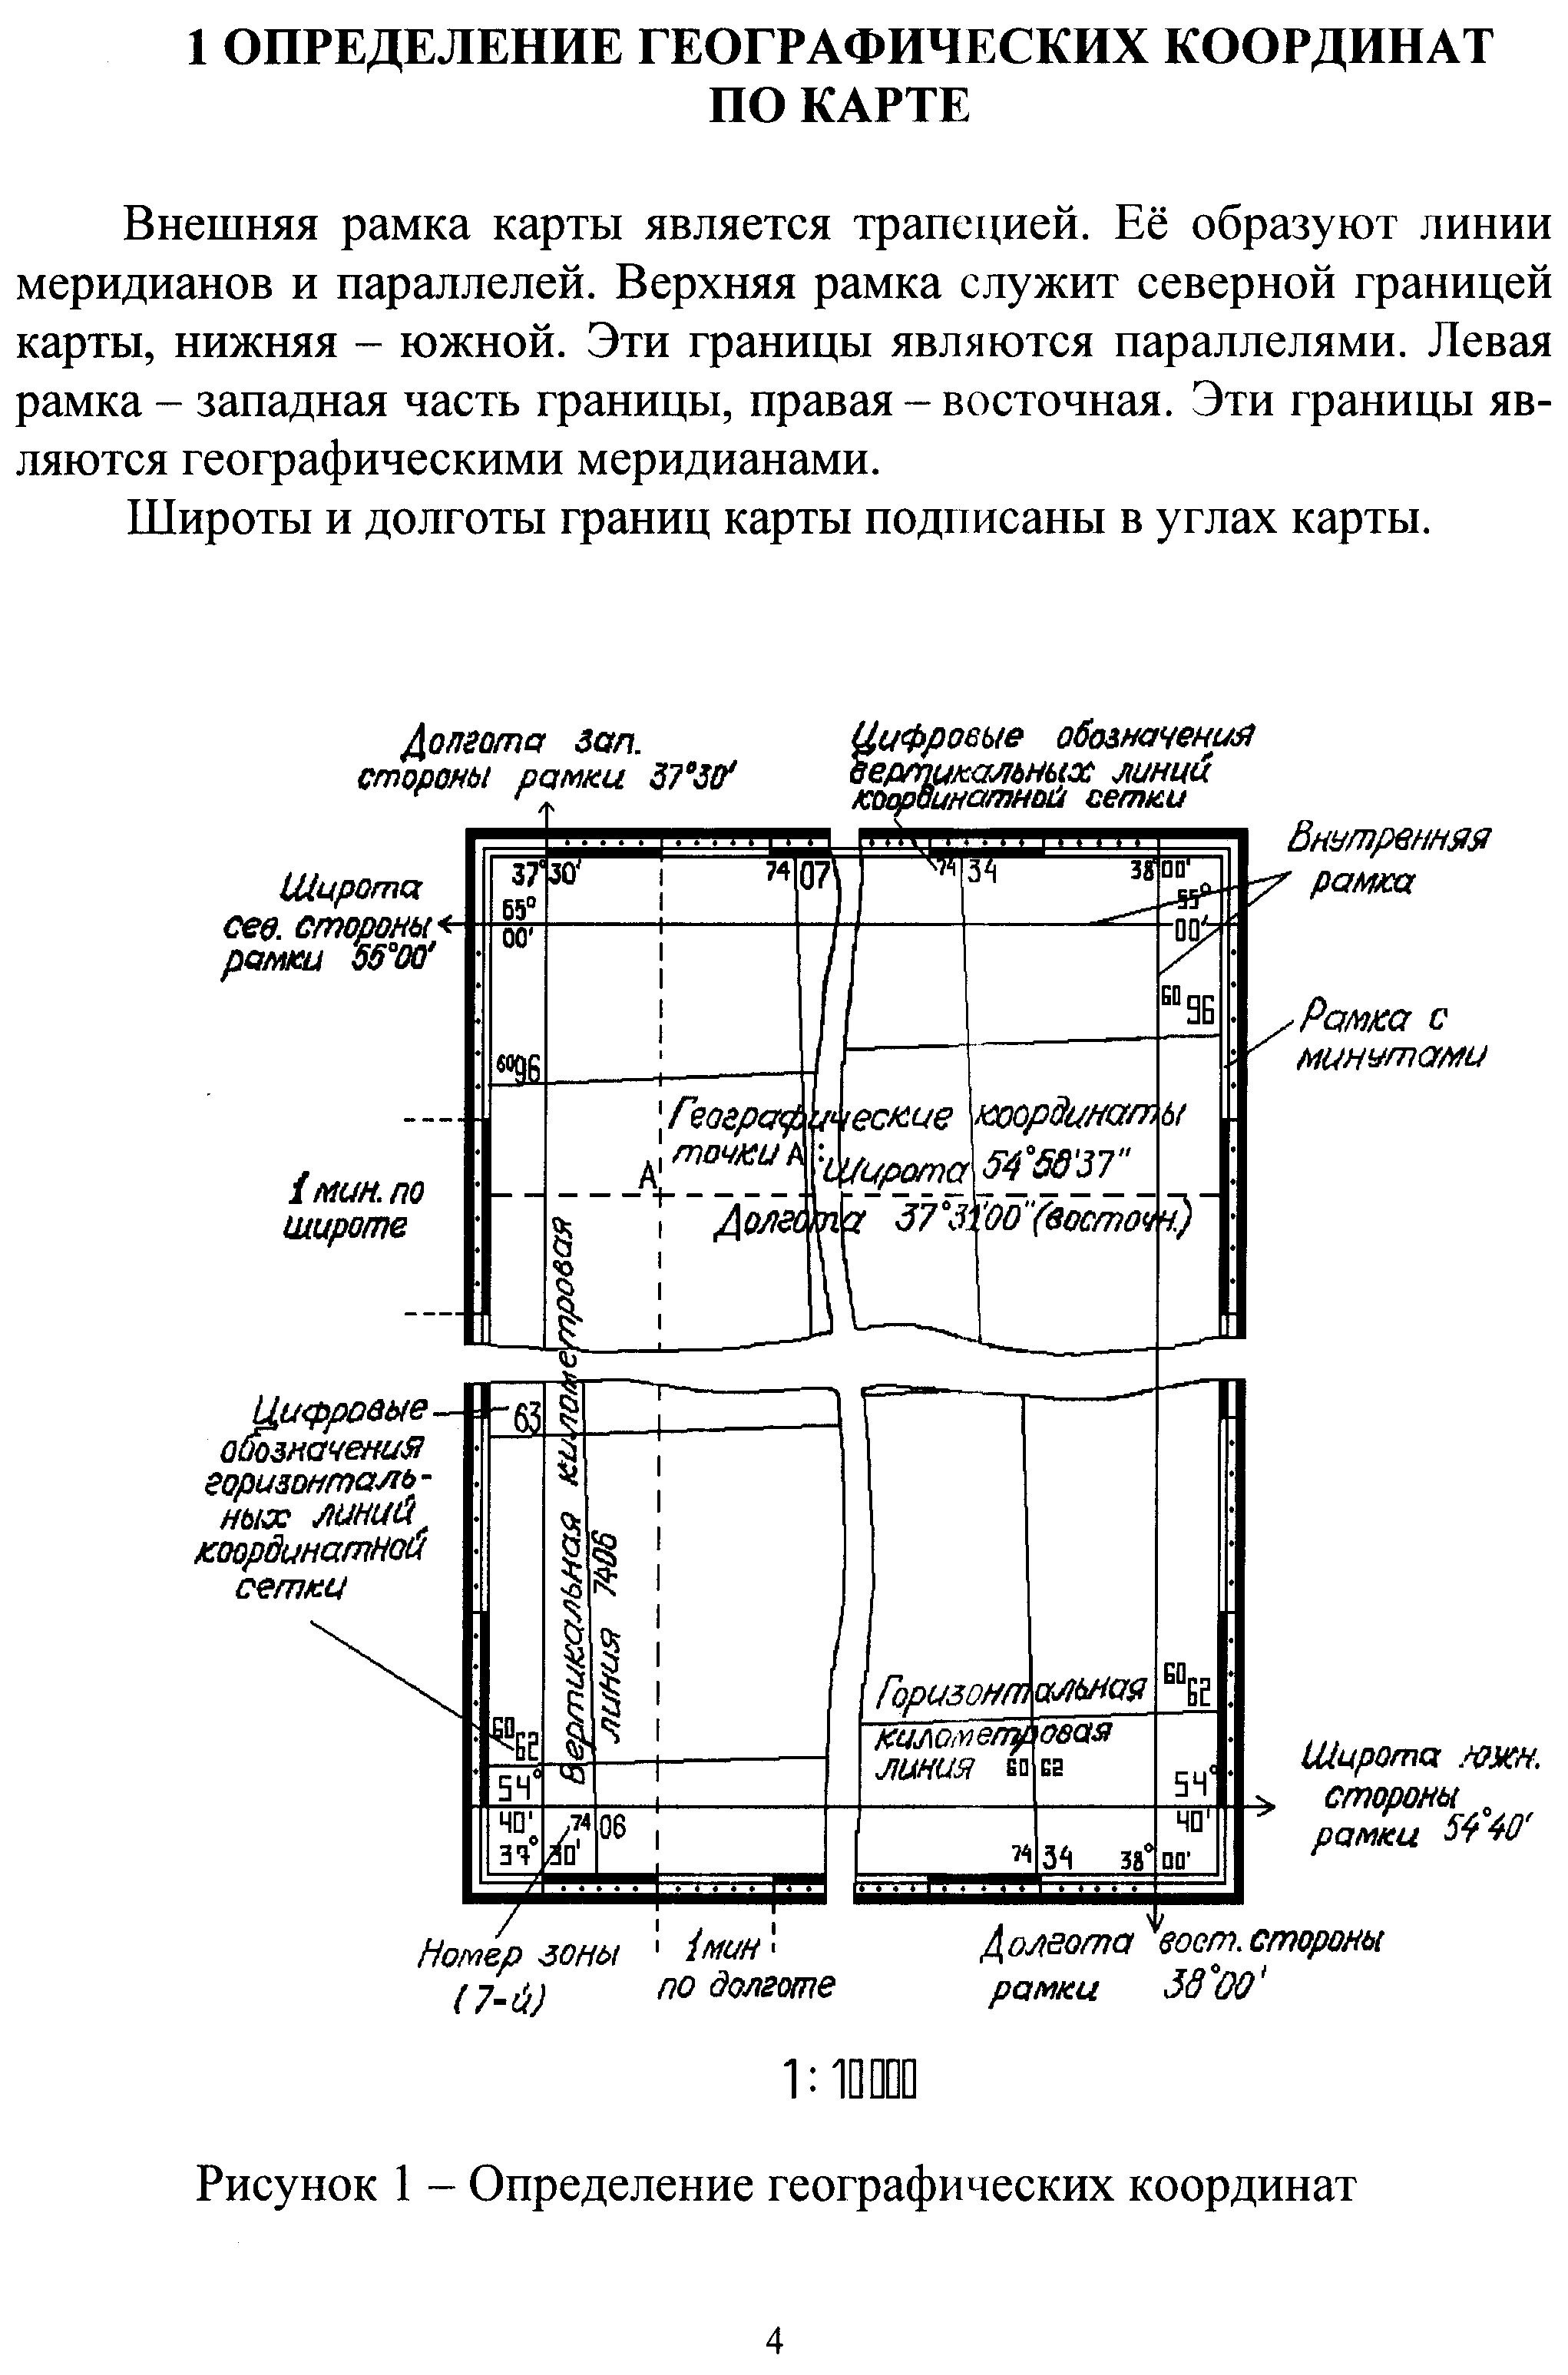 1 ОПРЕДЕЛЕНИЕ ГЕОГРАФИЧЕСКИХ КООРДИНАТ
ПО КАРТЕ
Внешняя рамка карты является трапецией. Её образуют линии
меридианов и параллелей. Верхняя рамка служит северной границей
карты, нижняя – южной. Эти границы являются параллелями. Левая
рамка – западная часть границы, правая – восточная. Эти границы яв-
ляются географическими меридианами.
Широты и долготы границ карты подписаны в углах карты.
Долгота зап.
стороны рамки 37°30'
Цифровые обозначения
вертикальных линий
координатной сетки
Внутренняя
рамка
37°30'
74 07
74 34
38°00'
Широта
сев. стороны
рамки 55°00'
55°
00'
55°
00'
60 96
Рамка с
минутами
60 96
Географические координаты
точки А: Широта 54°58'37"
А
Долгота 37°31'00" (восточн.)
1 мин. по
широте
Вертикальная километровая
линия 7406
63
Цифровые
обозначения
горизонталь-
ных линий
координатной
сетки
60 62
60 62
Горизонтальная
километровая
линия 60 62
54°
40'
54°
40'
Широта южн.
стороны
рамки 54°40'
37°30'
74 06
74 34
38°00'
Номер зоны
(7-й)
1 мин
по долготе
Долгота вост. стороны
рамки 38°00'
1:10000
Рисунок 1 – Определение географических координат
4